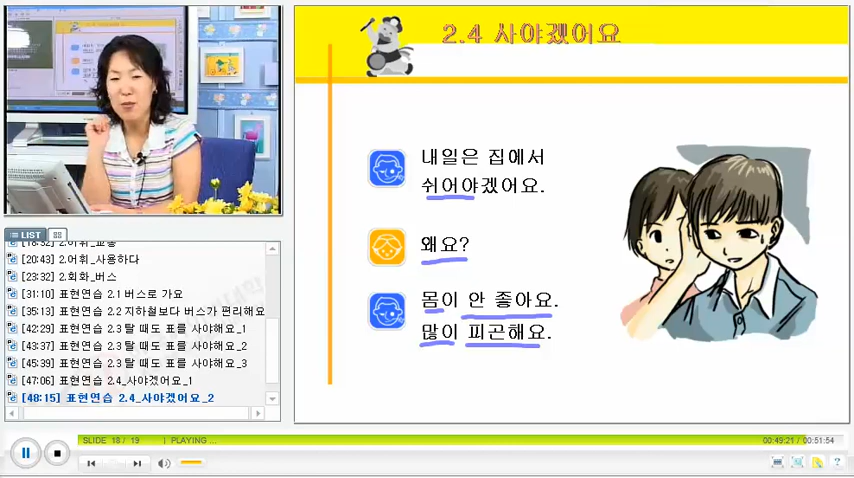 2.4 사야겠어요
내일은 집에서
쉬어야겠어요.
왜요?
몸이 안 좋아요.
많이 피곤해요.
LIST
[18:32] 2.어휘_교통
[20:43] 2.어휘_사용하다
[23:32] 2.회화_버스
[31:10] 표현연습 2.1 버스로 가요
[35:13] 표현연습 2.2 지하철보다 버스가 편리해요
[42:29] 표현연습 2.3 탈 때도 표를 사야해요_1
[43:37] 표현연습 2.3 탈 때도 표를 사야해요_2
[45:39] 표현연습 2.3 탈 때도 표를 사야해요_3
[47:06] 표현연습 2.4_사야겠어요_1
[48:15] 표현연습 2.4_사야겠어요_2
SLIDE 18 / 19 | PLAYING ... 00:49:21 / 00:51:54